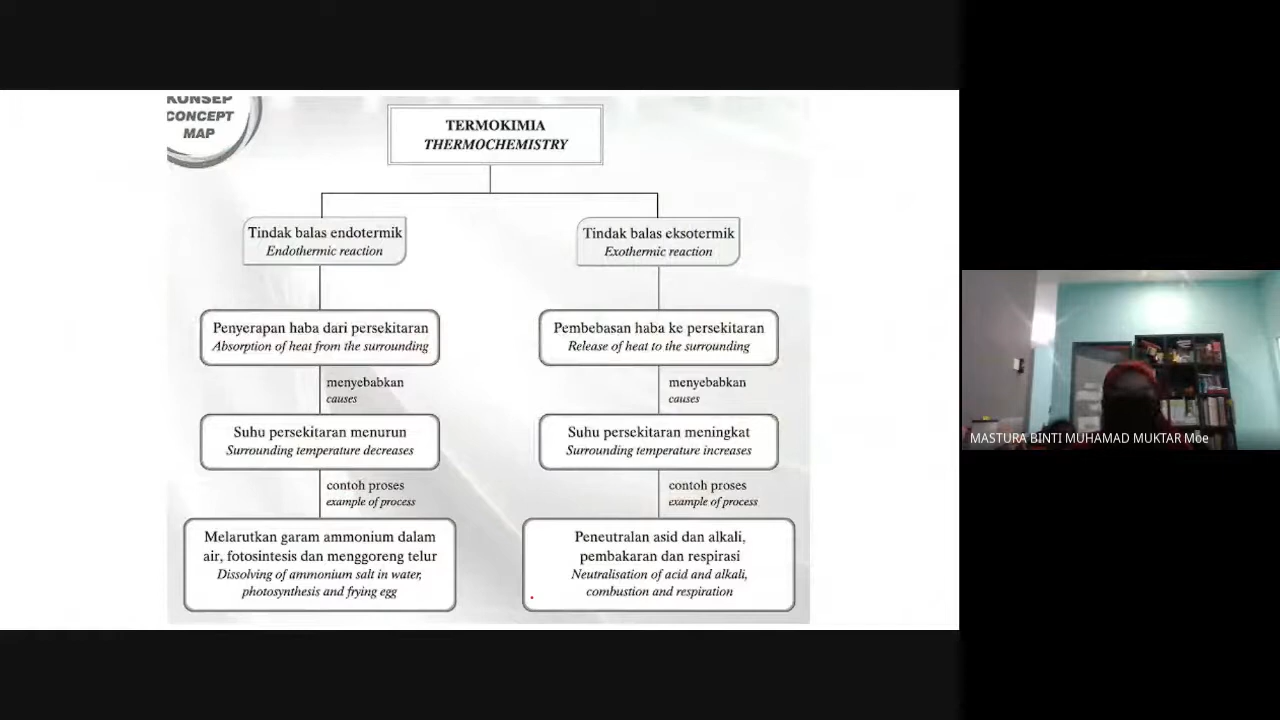 KONSEP
CONCEPT
MAP
TERMOKIMIA
THERMOCHEMISTRY
Tindak balas endotermik
Endothermic reaction
Penyerapan haba dari persekitaran
Absorption of heat from the surrounding
menyebabkan
causes
Suhu persekitaran menurun
Surrounding temperature decreases
contoh proses
example of process
Melarutkan garam ammonium dalam
air, fotosintesis dan menggoreng telur
Dissolving of ammonium salt in water,
photosynthesis and frying egg
Tindak balas eksotermik
Exothermic reaction
Pembebasan haba ke persekitaran
Release of heat to the surrounding
menyebabkan
causes
Suhu persekitaran meningkat
Surrounding temperature increases
contoh proses
example of process
Peneutralan asid dan alkali,
pembakaran dan respirasi
Neutralisation of acid and alkali,
combustion and respiration
MASTURA BINTI MUHAMAD MUKTAR Moe